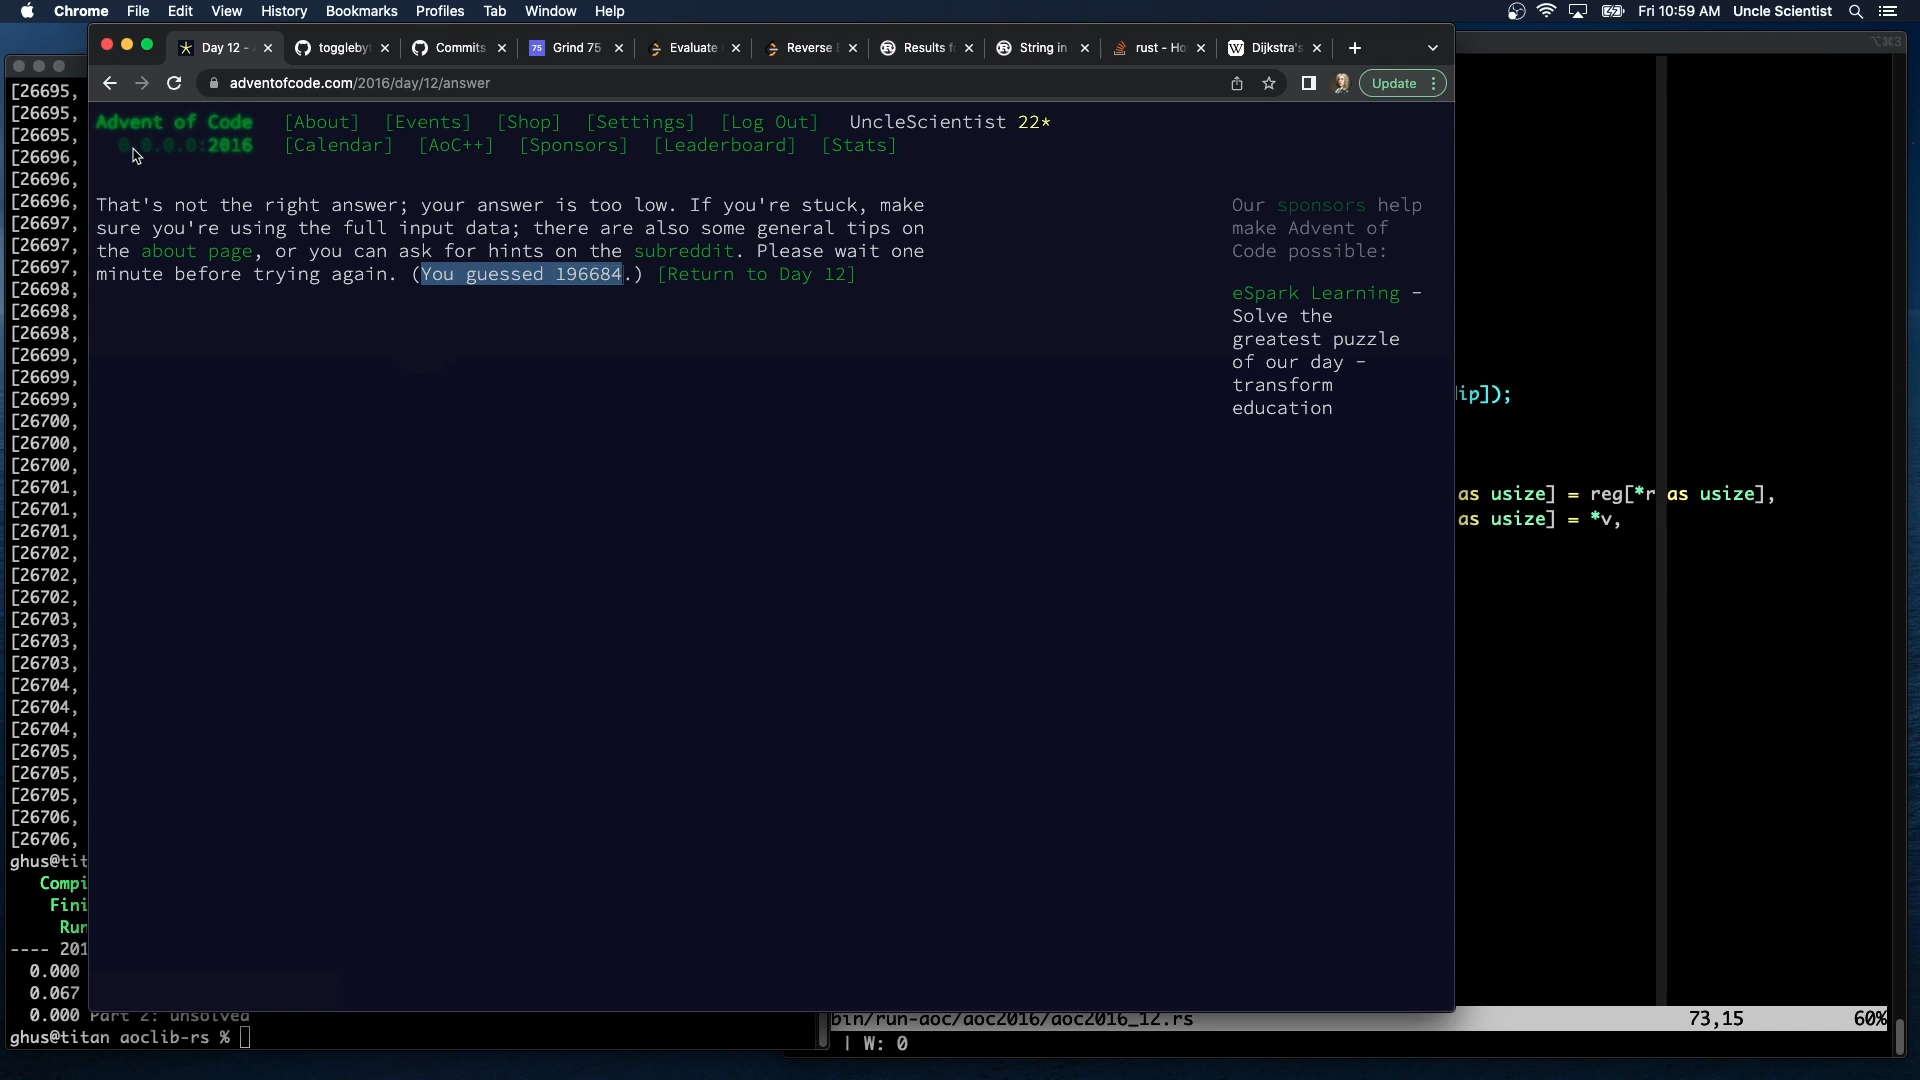 Chrome File Edit View History Bookmarks Profiles Tab Window Help Fri 10:59 AM Uncle Scientist
Day 12 - toggleby Commits Grind 75 Evaluate Reverse Results f String in rust - Ho Dijkstra's
adventofcode.com/2016/day/12/answer Update
Advent of Code [About] [Events] [Shop] [Settings] [Log Out] UncleScientist 22*
0.0.0.0:2016 [Calendar] [AoC++] [Sponsors] [Leaderboard] [Stats]
That's not the right answer; your answer is too low. If you're stuck, make
sure you're using the full input data; there are also some general tips on
the about page, or you can ask for hints on the subreddit. Please wait one
minute before trying again. (You guessed 196684.) [Return to Day 12]
Our sponsors help
make Advent of
Code possible:
eSpark Learning -
Solve the
greatest puzzle
of our day -
transform
education
[26695,
[26695,
[26695,
[26696,
[26696,
[26696,
[26697,
[26697,
[26697,
[26698,
[26698,
[26698,
[26699,
[26699,
[26699,
[26700,
[26700,
[26700,
[26701,
[26701,
[26701,
[26702,
[26702,
[26702,
[26703,
[26703,
[26703,
[26704,
[26704,
[26704,
[26705,
[26705,
[26705,
[26706,
[26706,
ghus@tit
Compi
Fini
Run
---- 201
0.000
0.067
0.000 Part 2: unsolved
ghus@titan aoclib-rs %
⌥⌘3
ip]);
as usize] = reg[*r as usize],
as usize] = *v,
bin/run-aoc/aoc2016/aoc2016_12.rs 73,15 60%
| W: 0